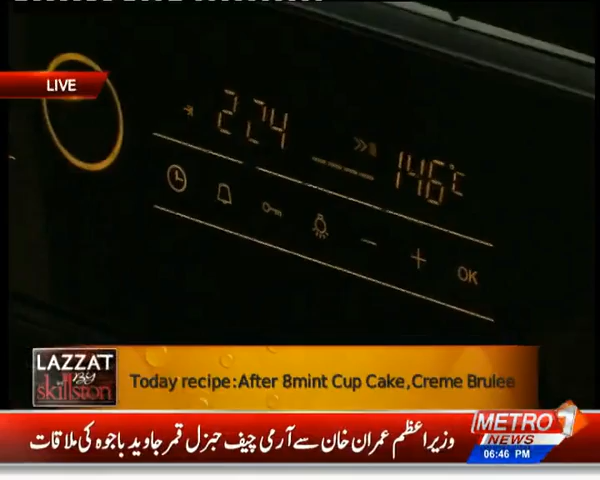 LIVE
2 24
146°C
OK
LAZZAT
BY
skillston
Today recipe:After 8mint Cup Cake,Creme Brulee
وزیراعظم عمران خان سے آرمی چیف جنرل قمر جاوید باجوہ کی ملاقات
METRO 1
NEWS
06:46 PM